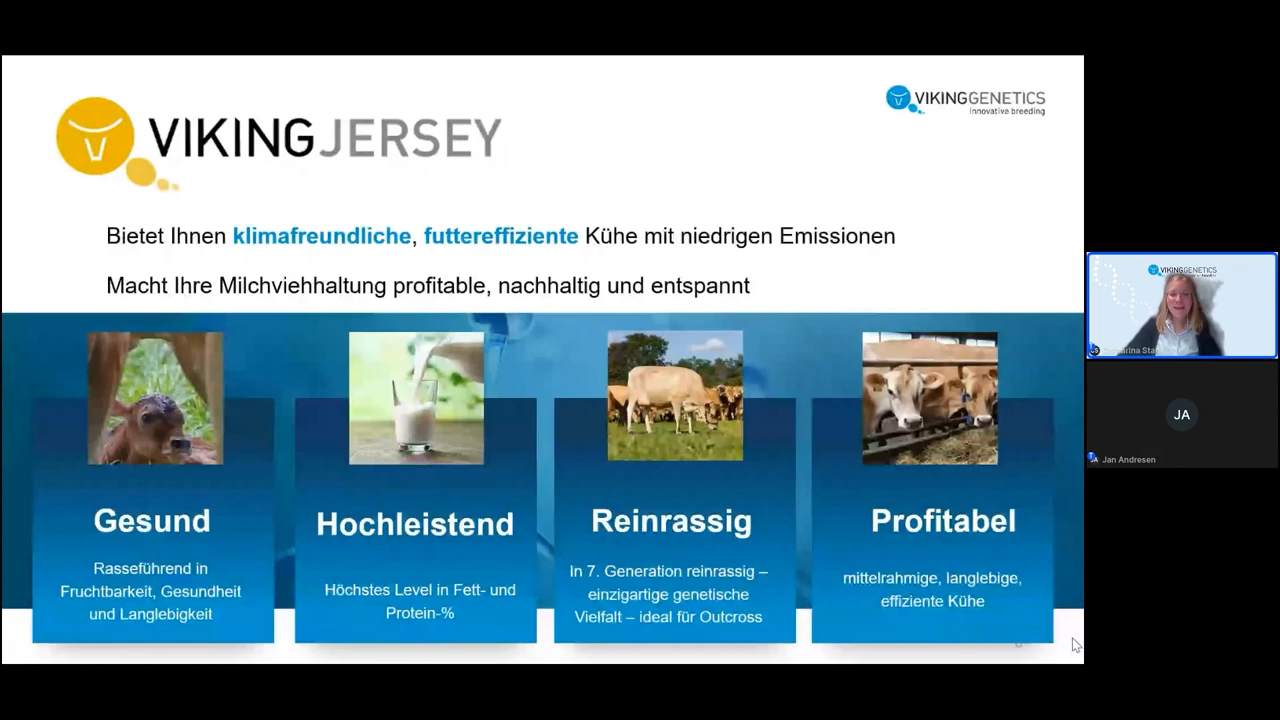 VIKINGJERSEY
VIKINGGENETICS
innovative breeding
Bietet Ihnen klimafreundliche, futtereffiziente Kühe mit niedrigen Emissionen
Macht Ihre Milchviehhaltung profitable, nachhaltig und entspannt
Gesund
Rasseführend in
Fruchtbarkeit, Gesundheit
und Langlebigkeit
Hochleistend
Höchstes Level in Fett- und
Protein-%
Reinrassig
In 7. Generation reinrassig –
einzigartige genetische
Vielfalt – ideal für Outcross
Profitabel
mittelrahmige, langlebige,
effiziente Kühe
VIKINGGENETICS
JA
Jan Andresen